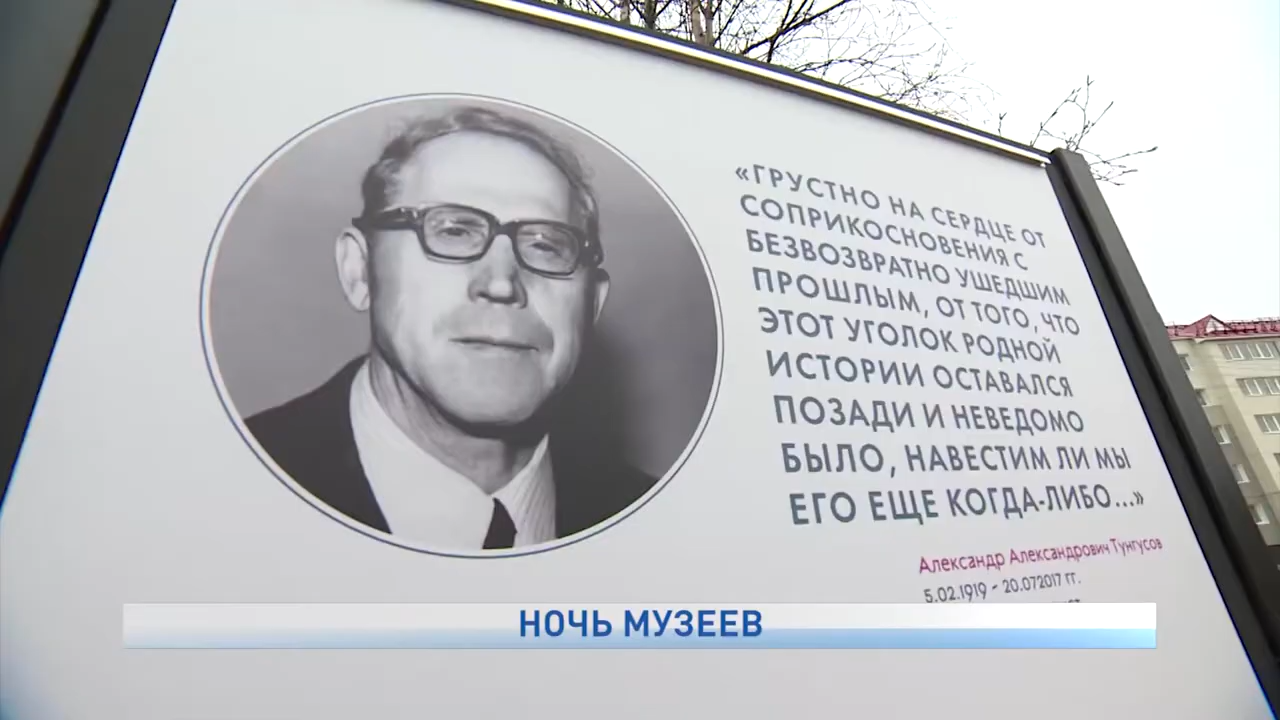 «ГРУСТНО НА СЕРДЦЕ ОТ
СОПРИКОСНОВЕНИЯ С
БЕЗВОЗВРАТНО УШЕДШИМ
ПРОШЛЫМ, ОТ ТОГО, ЧТО
ЭТОТ УГОЛОК РОДНОЙ
ИСТОРИИ ОСТАВАЛСЯ
ПОЗАДИ И НЕВЕДОМО
БЫЛО, НАВЕСТИМ ЛИ МЫ
ЕГО ЕЩЕ КОГДА-ЛИБО...»
Александр Александрович Тунгусов
5.02.1919 - 20.072017 гг.
НОЧЬ МУЗЕЕВ